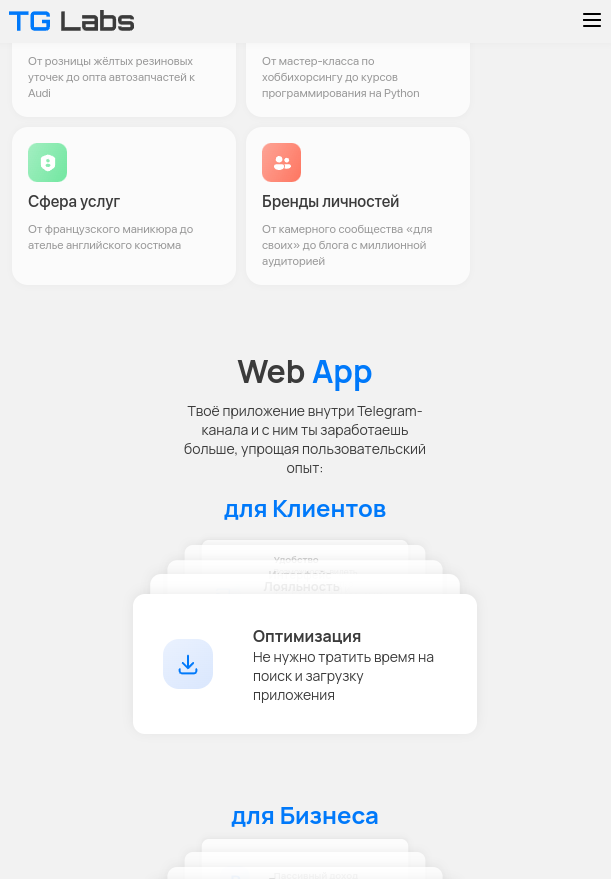 TG Labs
От розницы жёлтых резиновых
уточек до опта автозапчастей к
Audi
От мастер-класса по
хоббихорсингу до курсов
программирования на Python
Сфера услуг
От французского маникюра до
ателье английского костюма
Бренды личностей
От камерного сообщества «для
своих» до блога с миллионной
аудиторией
Web App
Твоё приложение внутри Telegram-
канала и с ним ты заработаешь
больше, упрощая пользовательский
опыт:
для Клиентов
Лояльность
Оптимизация
Не нужно тратить время на
поиск и загрузку
приложения
для Бизнеса